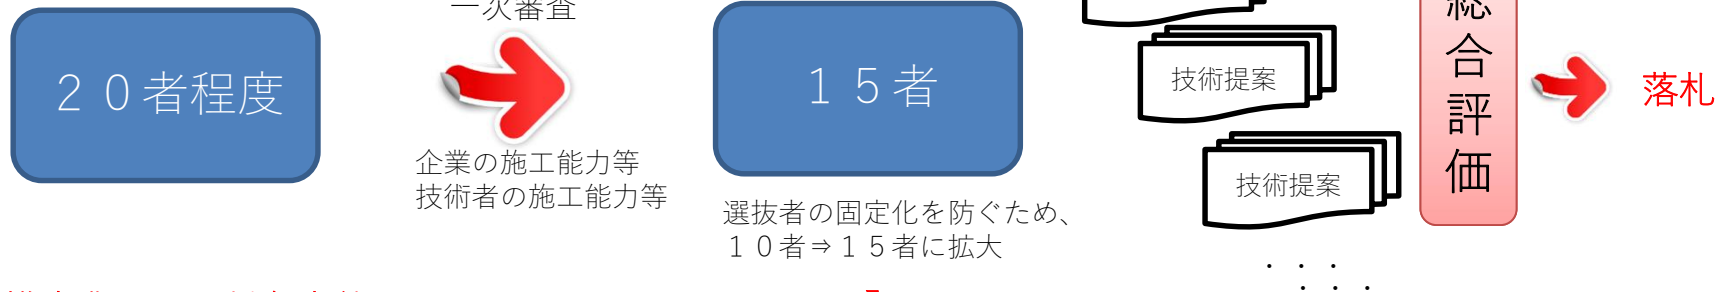 一次審査
２０者程度
企業の施工能力等
技術者の施工能力等
１５者
選抜者の固定化を防ぐため、
１０者⇒１５者に拡大
技術提案
技術提案
・・・
・・・
総合評価
落札